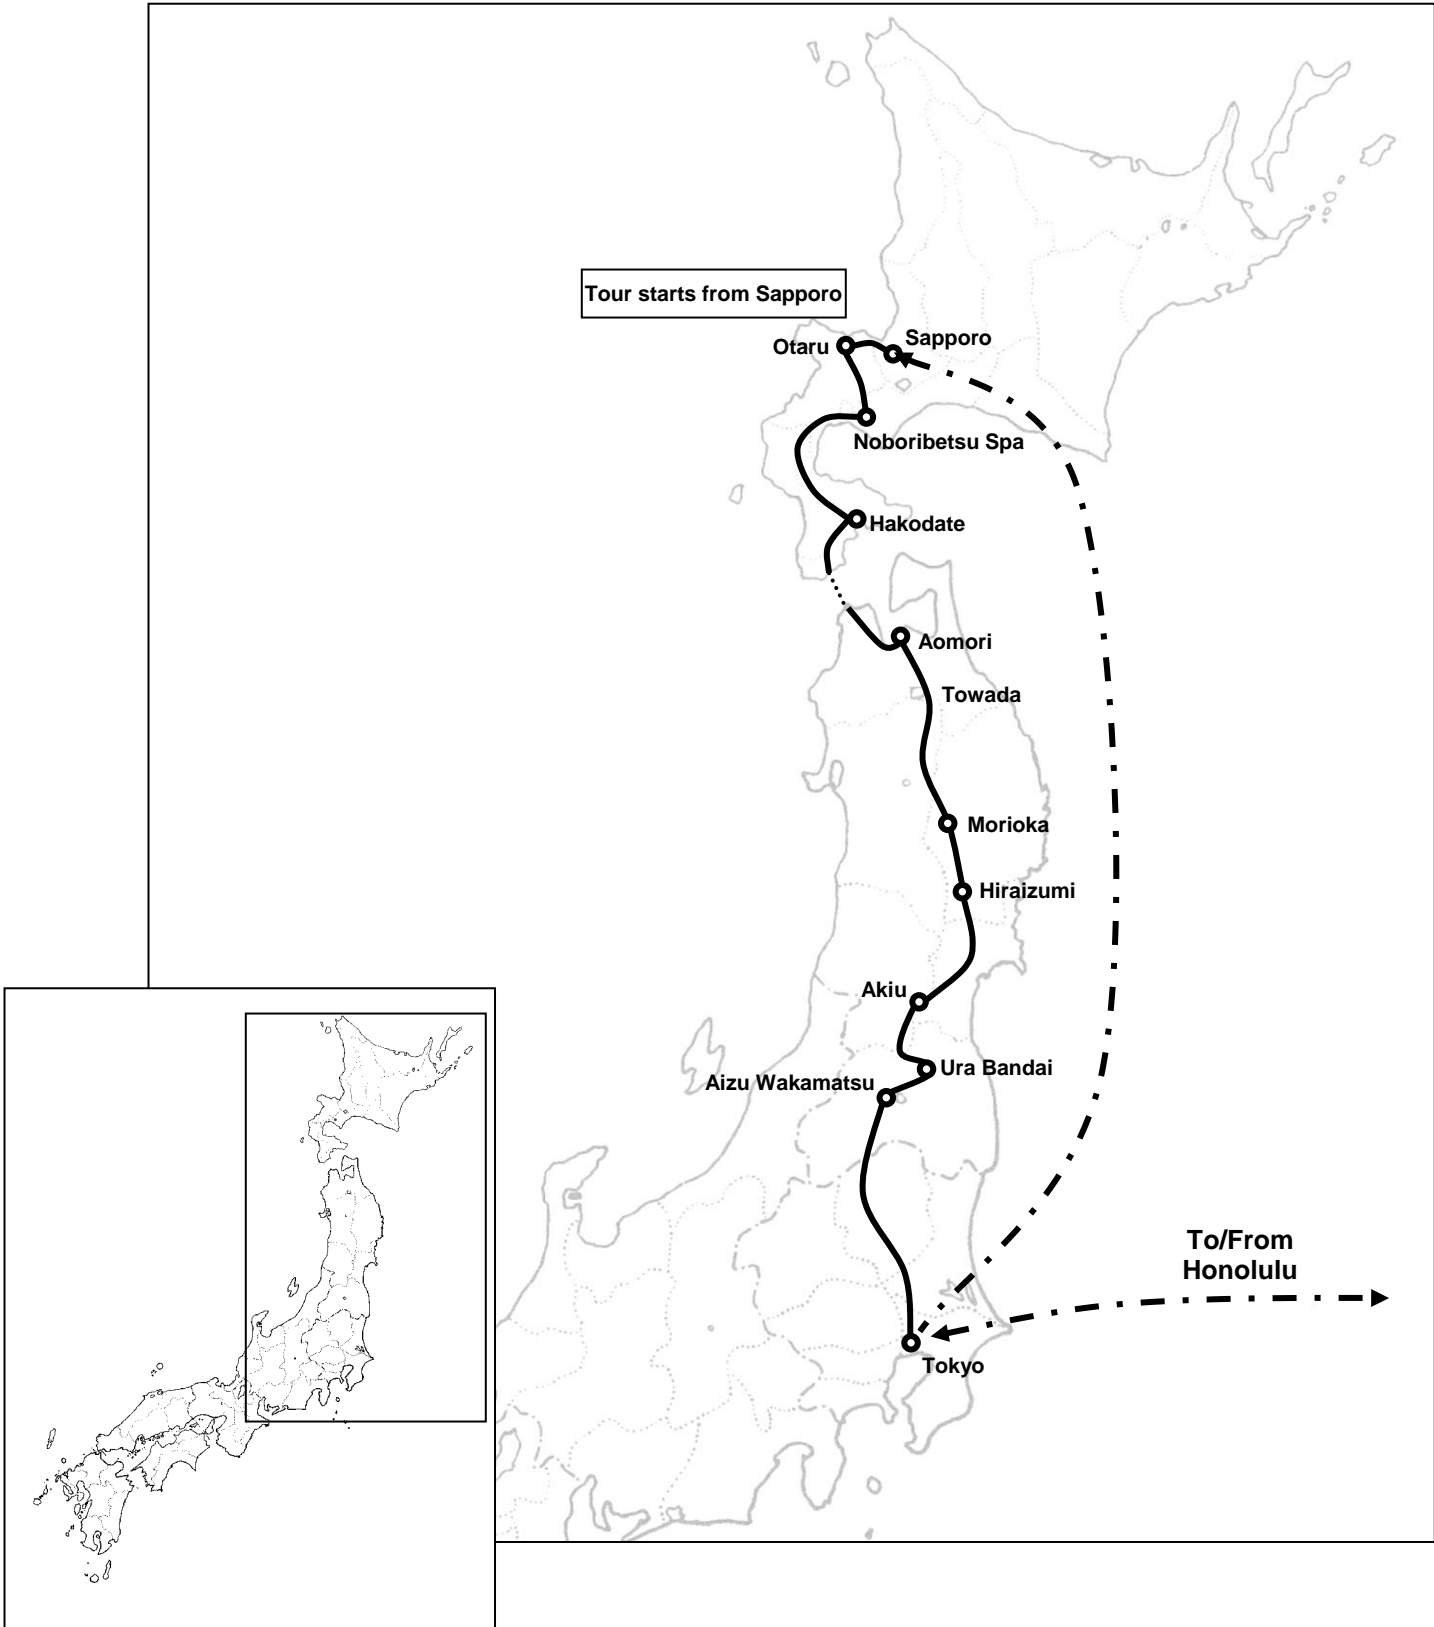 Tour starts from Sapporo
Sapporo
Otaru
Noboribetsu Spa
Hakodate
Aomori
Towada
Morioka
Hiraizumi
Akiu
Ura Bandai
Aizu Wakamatsu
To/From
Honolulu
Tokyo